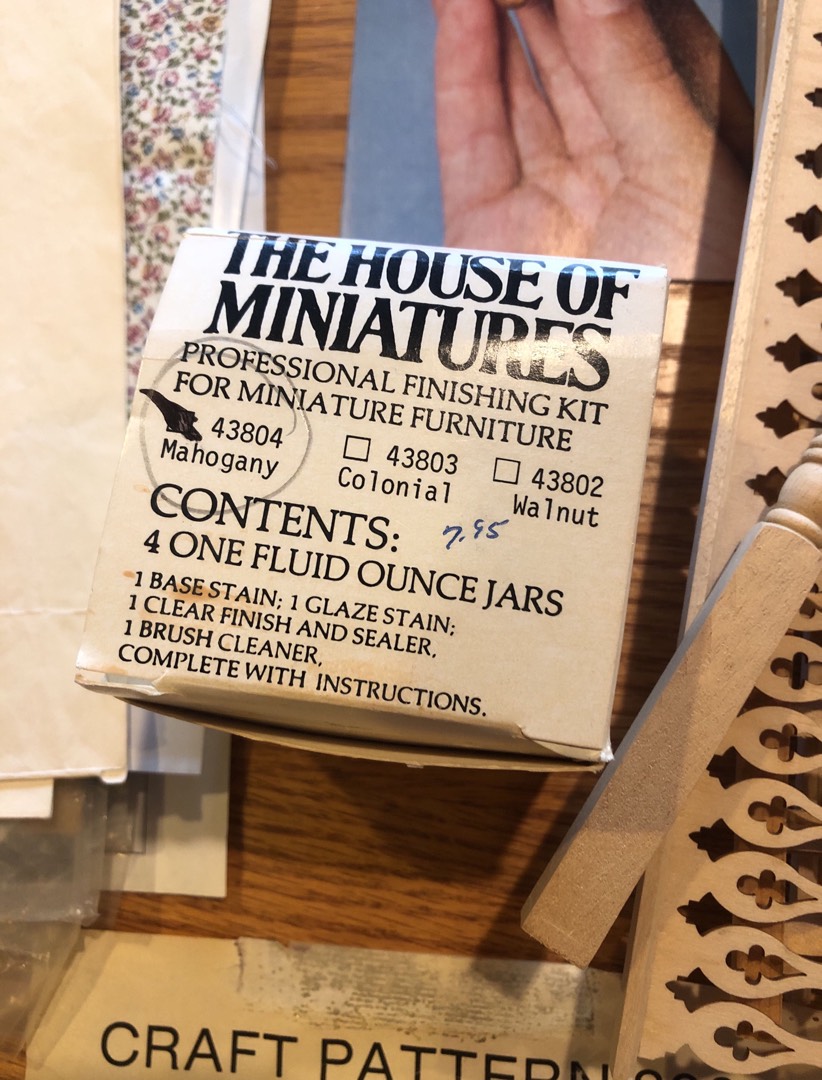 THE HOUSE OF
MINIATURES
PROFESSIONAL FINISHING KIT
FOR MINIATURE FURNITURE
43804
Mahogany
43803
Colonial
43802
Walnut
CONTENTS:
7.95
4 ONE FLUID OUNCE JARS
1 BASE STAIN; 1 GLAZE STAIN;
1 CLEAR FINISH AND SEALER,
1 BRUSH CLEANER,
COMPLETE WITH INSTRUCTIONS.
CRAFT PATTERN